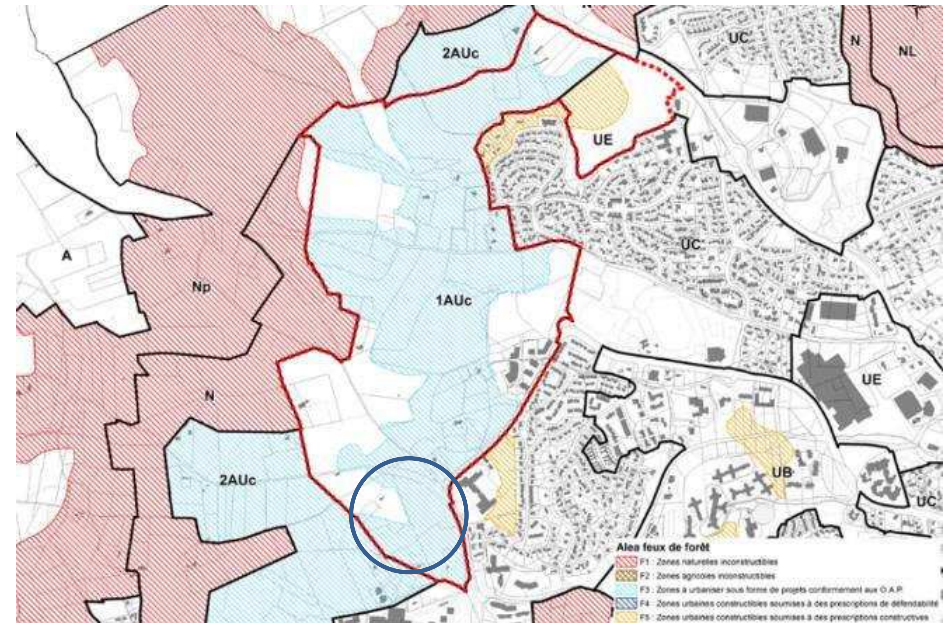 2AUc
UC
N
NL
UE
A
UC
Np
1AUc
N
UE
2AUc
UB
UC
Alea feux de forêt
F1 : Zones naturelles inconstructibles
F2 : Zones agricoles inconstructibles
F3 : Zones à urbaniser sous forme de projets conformement aux O.A.P.
F4 : Zones urbaines constructibles soumises à des prescriptions de défendabilité
F5 : Zones urbaines constructibles soumises à des prescriptions constructives